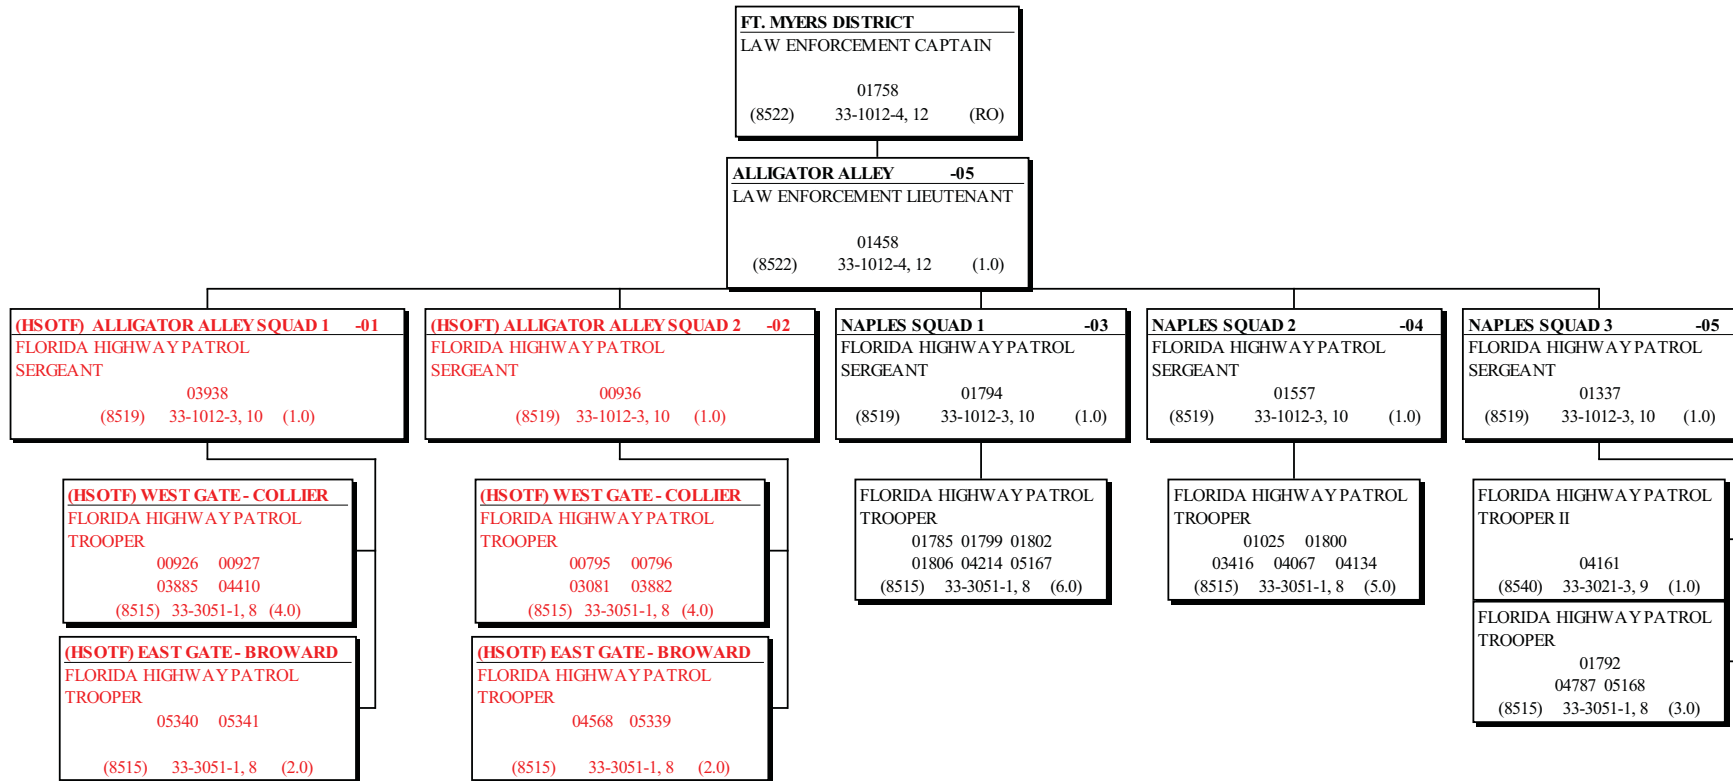 FT. MYERS DISTRICT
LAW ENFORCEMENT CAPTAIN
01758
(8522) 33-1012-4, 12 (RO)
ALLIGATOR ALLEY -05
LAW ENFORCEMENT LIEUTENANT
01458
(8522) 33-1012-4, 12 (1.0)
(HSOTF) ALLIGATOR ALLEY SQUAD 1 -01
FLORIDA HIGHWAY PATROL
SERGEANT
03938
(8519) 33-1012-3, 10 (1.0)
(HSOFT) ALLIGATOR ALLEY SQUAD 2 -02
FLORIDA HIGHWAY PATROL
SERGEANT
00936
(8519) 33-1012-3, 10 (1.0)
NAPLES SQUAD 1 -03
FLORIDA HIGHWAY PATROL
SERGEANT
01794
(8519) 33-1012-3, 10 (1.0)
NAPLES SQUAD 2 -04
FLORIDA HIGHWAY PATROL
SERGEANT
01557
(8519) 33-1012-3, 10 (1.0)
NAPLES SQUAD 3 -05
FLORIDA HIGHWAY PATROL
SERGEANT
01337
(8519) 33-1012-3, 10 (1.0)
(HSOTF) WEST GATE - COLLIER
FLORIDA HIGHWAY PATROL
TROOPER
00926 00927
03885 04410
(8515) 33-3051-1, 8 (4.0)
(HSOTF) WEST GATE - COLLIER
FLORIDA HIGHWAY PATROL
TROOPER
00795 00796
03081 03882
(8515) 33-3051-1, 8 (4.0)
FLORIDA HIGHWAY PATROL
TROOPER
01785 01799 01802
01806 04214 05167
(8515) 33-3051-1, 8 (6.0)
FLORIDA HIGHWAY PATROL
TROOPER
01025 01800
03416 04067 04134
(8515) 33-3051-1, 8 (5.0)
FLORIDA HIGHWAY PATROL
TROOPER II
04161
(8540) 33-3021-3, 9 (1.0)
FLORIDA HIGHWAY PATROL
TROOPER
01792
04787 05168
(8515) 33-3051-1, 8 (3.0)
(HSOTF) EAST GATE - BROWARD
FLORIDA HIGHWAY PATROL
TROOPER
05340 05341
(8515) 33-3051-1, 8 (2.0)
(HSOTF) EAST GATE - BROWARD
FLORIDA HIGHWAY PATROL
TROOPER
04568 05339
(8515) 33-3051-1, 8 (2.0)